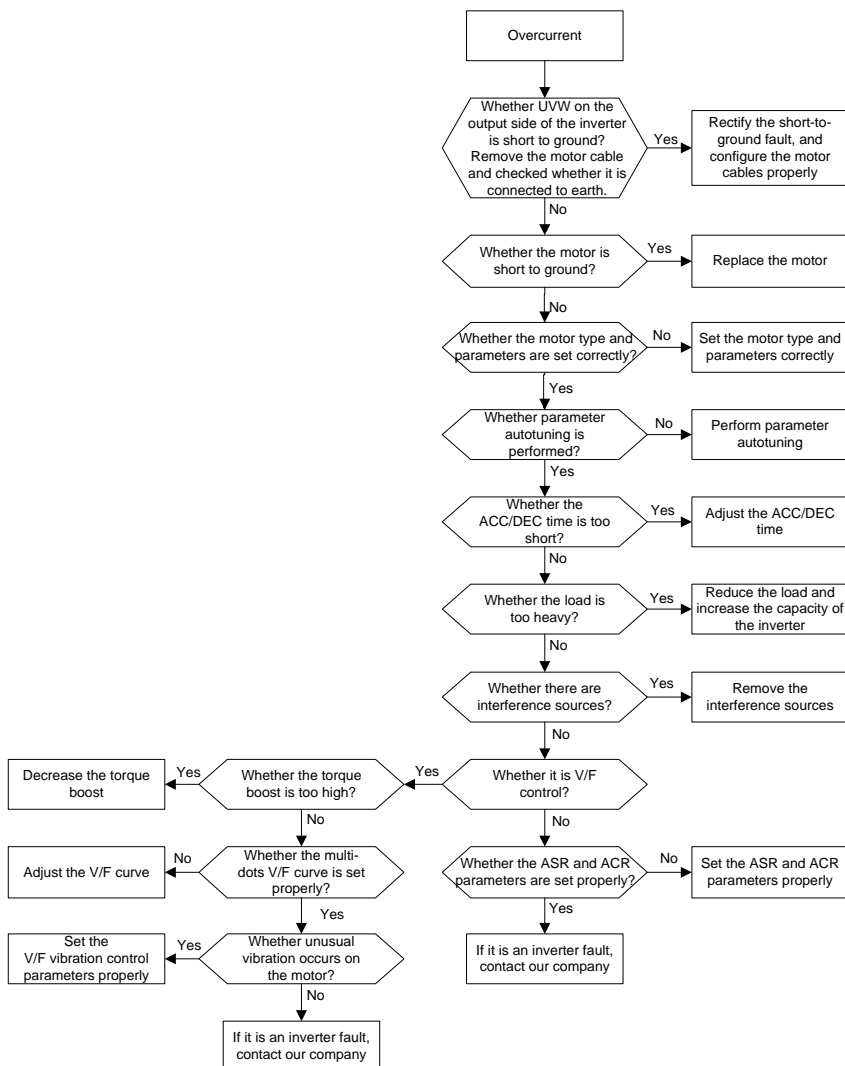 Overcurrent
Whether UVW on the
output side of the inverter
is short to ground?
Remove the motor cable
and checked whether it is
connected to earth.
Yes
Rectify the short-to-
ground fault, and
configure the motor
cables properly
No
Whether the motor is
short to ground?
Yes
Replace the motor
No
Whether the motor type and
parameters are set correctly?
No
Set the motor type and
parameters correctly
Yes
Whether parameter
autotuning is
performed?
No
Perform parameter
autotuning
Yes
Whether the
ACC/DEC time is too
short?
Yes
Adjust the ACC/DEC
time
No
Whether the load is
too heavy?
Yes
Reduce the load and
increase the capacity of
the inverter
No
Whether there are
interference sources?
Yes
Remove the
interference sources
No
Decrease the torque
boost
Yes
Whether the torque
boost is too high?
Yes
Whether it is V/F
control?
No
No
Adjust the V/F curve
No
Whether the multi-
dots V/F curve is set
properly?
Whether the ASR and ACR
parameters are set properly?
No
Set the ASR and ACR
parameters properly
Yes
Yes
Set the
V/F vibration control
parameters properly
Yes
Whether unusual
vibration occurs on
the motor?
If it is an inverter fault,
contact our company
No
If it is an inverter fault,
contact our company